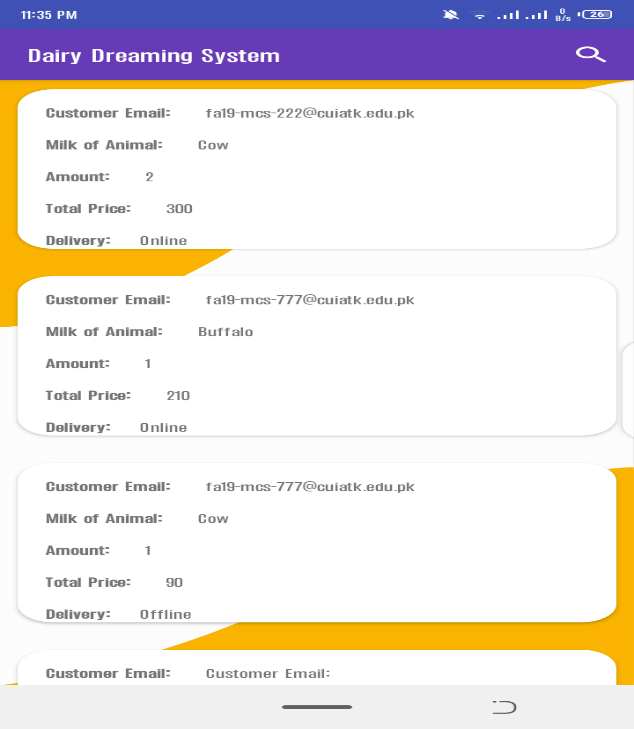 11:35 PM 0 B/s 26
Dairy Dreaming System
Customer Email: fa19-mcs-222@cuiatk.edu.pk
Milk of Animal: Cow
Amount: 2
Total Price: 300
Delivery: Online
Customer Email: fa19-mcs-777@cuiatk.edu.pk
Milk of Animal: Buffalo
Amount: 1
Total Price: 210
Delivery: Online
Customer Email: fa19-mcs-777@cuiatk.edu.pk
Milk of Animal: Cow
Amount: 1
Total Price: 90
Delivery: Offline
Customer Email: Customer Email: